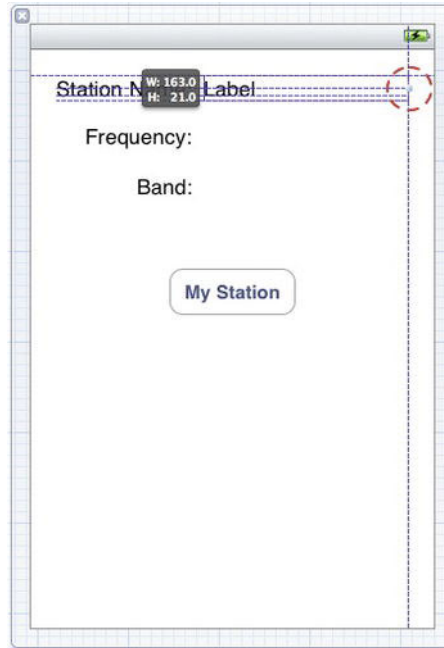 W: 163.0
H: 21.0
Station N Label
Frequency:
Band:
My Station